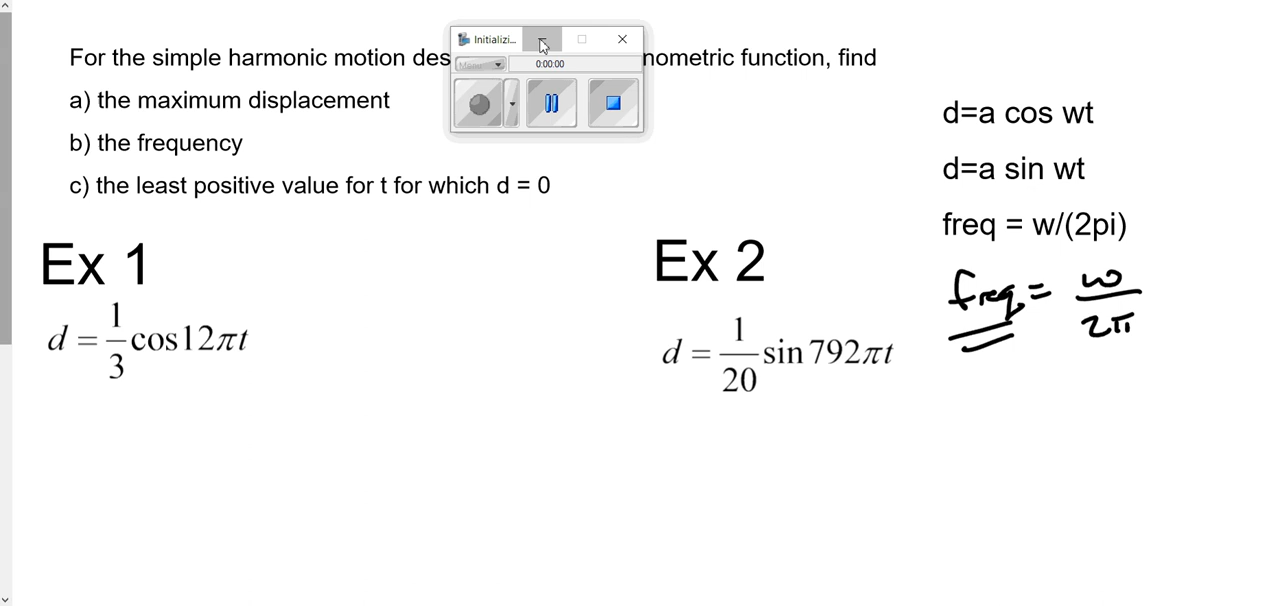 Initializi...
For the simple harmonic motion des nometric function, find
Menu 0:00:00
a) the maximum displacement
b) the frequency
c) the least positive value for t for which d = 0
d=a cos wt
d=a sin wt
freq = w/(2pi)
freq. = w/2π
Ex 1
d = 1/3 cos12πt
Ex 2
d = 1/20 sin 792πt